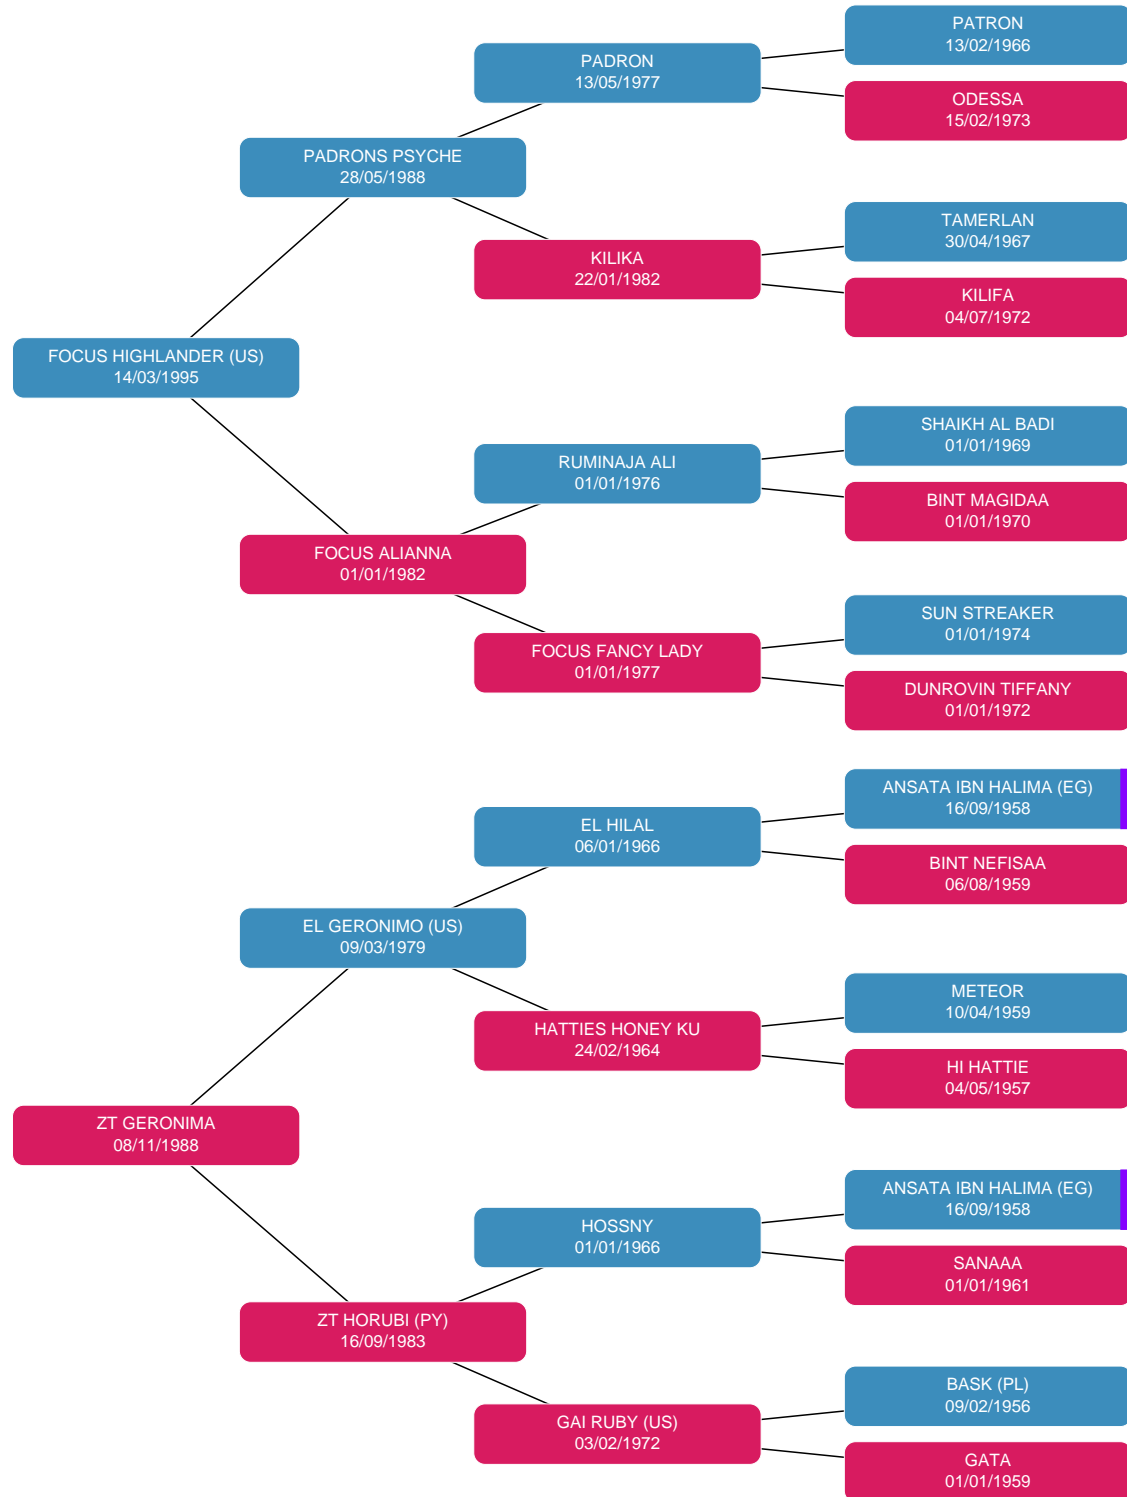 PATRON
13/02/1966
PADRON
13/05/1977
ODESSA
15/02/1973
PADRONS PSYCHE
28/05/1988
TAMERLAN
30/04/1967
KILIKA
22/01/1982
KILIFA
04/07/1972
FOCUS HIGHLANDER (US)
14/03/1995
SHAIKH AL BADI
01/01/1969
RUMINAJA ALI
01/01/1976
BINT MAGIDAA
01/01/1970
FOCUS ALIANNA
01/01/1982
SUN STREAKER
01/01/1974
FOCUS FANCY LADY
01/01/1977
DUNROVIN TIFFANY
01/01/1972
ANSATA IBN HALIMA (EG)
16/09/1958
EL HILAL
06/01/1966
BINT NEFISAA
06/08/1959
EL GERONIMO (US)
09/03/1979
METEOR
10/04/1959
HATTIES HONEY KU
24/02/1964
HI HATTIE
04/05/1957
ZT GERONIMA
08/11/1988
ANSATA IBN HALIMA (EG)
16/09/1958
HOSSNY
01/01/1966
SANAAA
01/01/1961
ZT HORUBI (PY)
16/09/1983
BASK (PL)
09/02/1956
GAI RUBY (US)
03/02/1972
GATA
01/01/1959